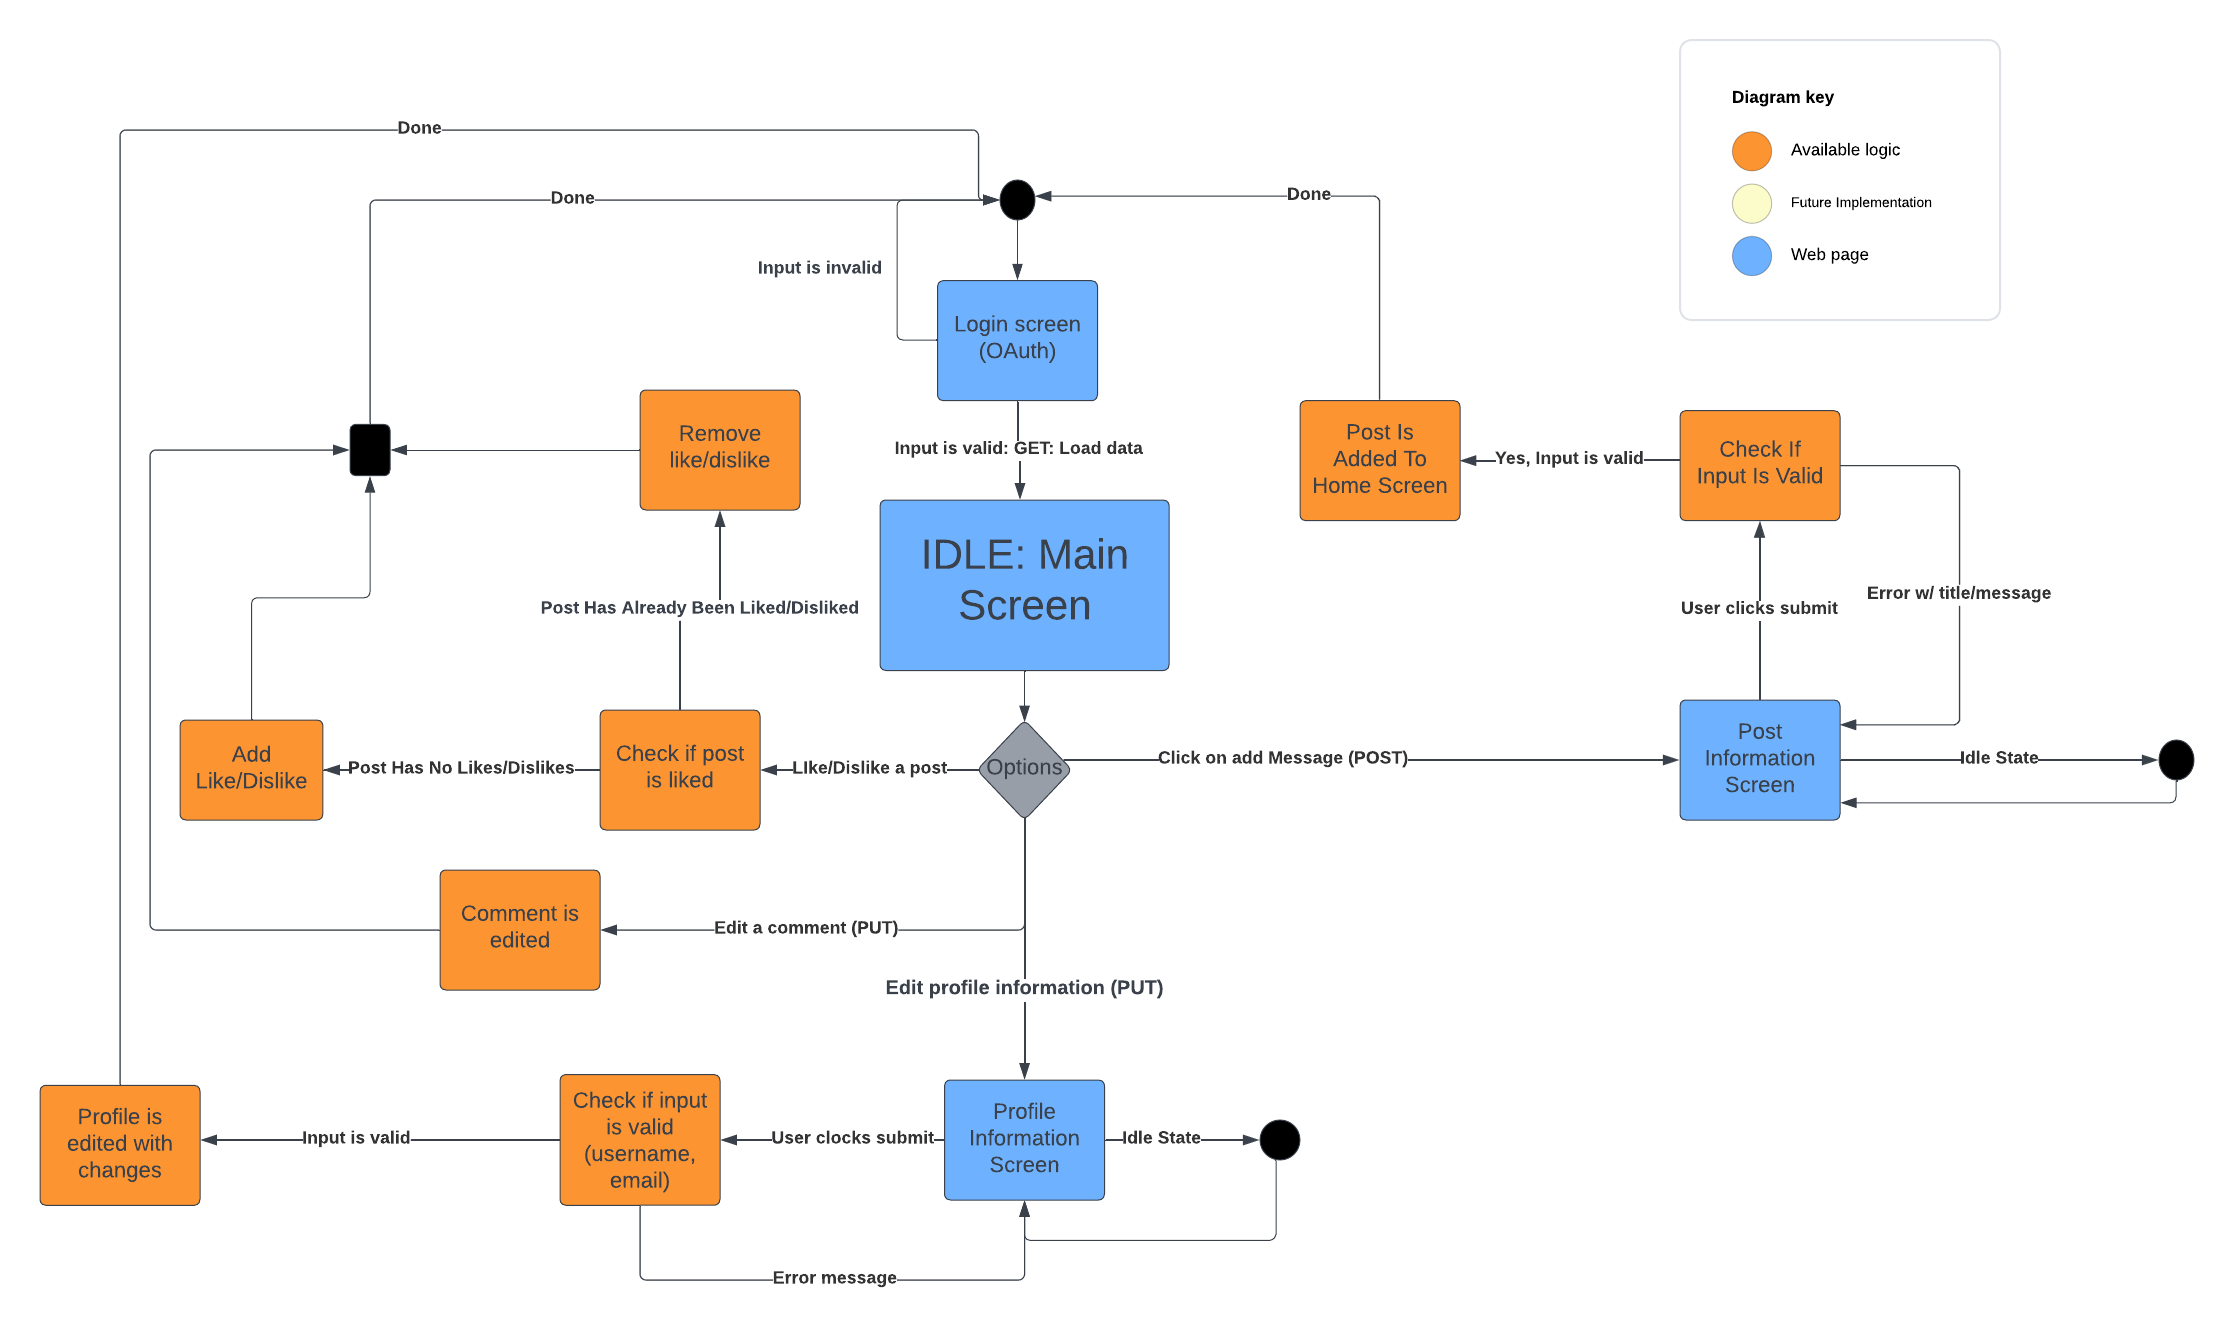 Diagram key
Available logic
Future Implementation
Web page
Done
Done
Done
Input is invalid
Login screen
(OAuth)
Input is valid: GET: Load data
Remove
like/dislike
Post Is
Added To
Home Screen
Yes, Input is valid
Check If
Input Is Valid
IDLE: Main
Screen
Post Has Already Been Liked/Disliked
User clicks submit
Error w/ title/message
Add
Like/Dislike
Post Has No Likes/Dislikes
Check if post
is liked
LIke/Dislike a post
Options
Click on add Message (POST)
Post
Information
Screen
Idle State
Comment is
edited
Edit a comment (PUT)
Edit profile information (PUT)
Profile is
edited with
changes
Input is valid
Check if input
is valid
(username,
email)
User clocks submit
Profile
Information
Screen
Idle State
Error message